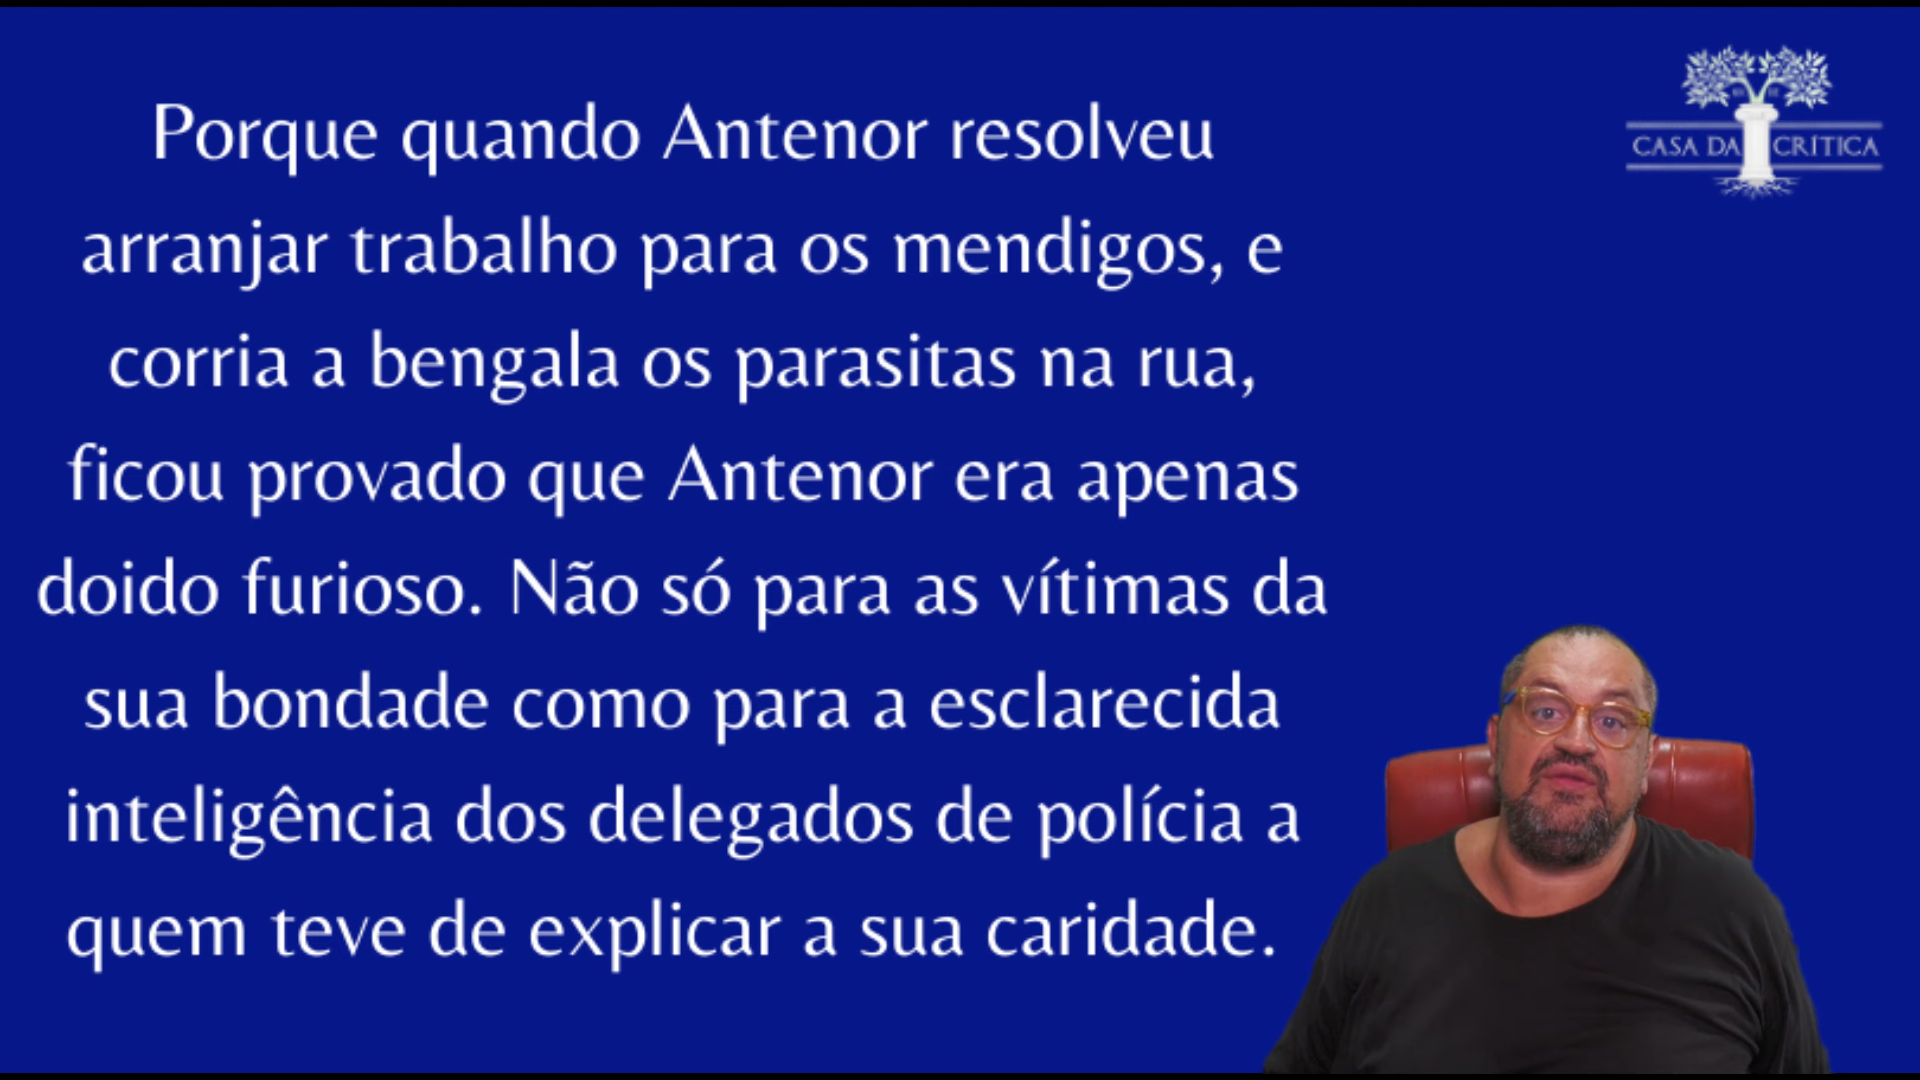 Porque quando Antenor resolveu
arranjar trabalho para os mendigos, e
corria a bengala os parasitas na rua,
ficou provado que Antenor era apenas
doido furioso. Não só para as vítimas da
sua bondade como para a esclarecida
inteligência dos delegados de polícia a
quem teve de explicar a sua caridade.
CASA DA CRÍTICA